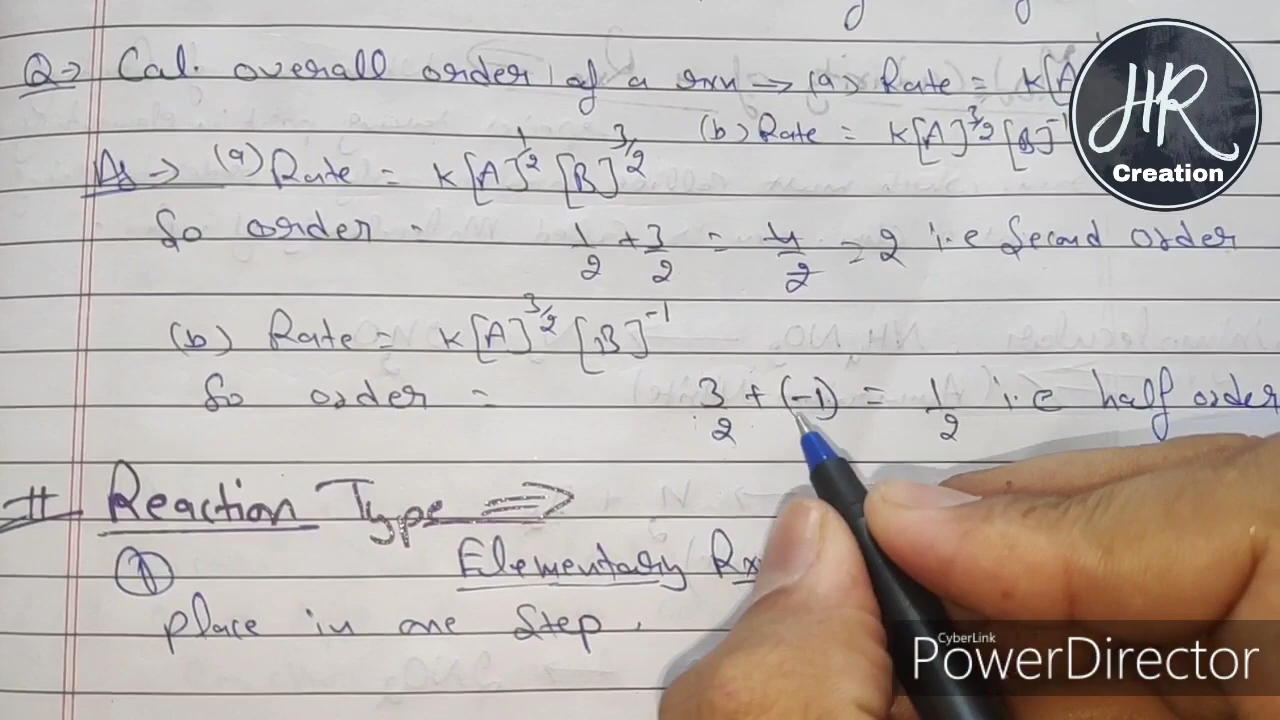 Q→ Cal. overall order of a rxn → (a) Rate = K[A
(b) Rate = K[A]^3/2 [B]^-1
As → (a) Rate = K[A]^1/2 [B]^3/2
So order = 1/2 + 3/2 = 4/2 = 2 i.e Second order
(b) Rate = K[A]^3/2 [B]^-1
So order = 3/2 + (-1) = 1/2 i.e half order
# Reaction Type ⇒
① Elementary Rx
place in one Step.
HR
Creation
CyberLink
PowerDirector